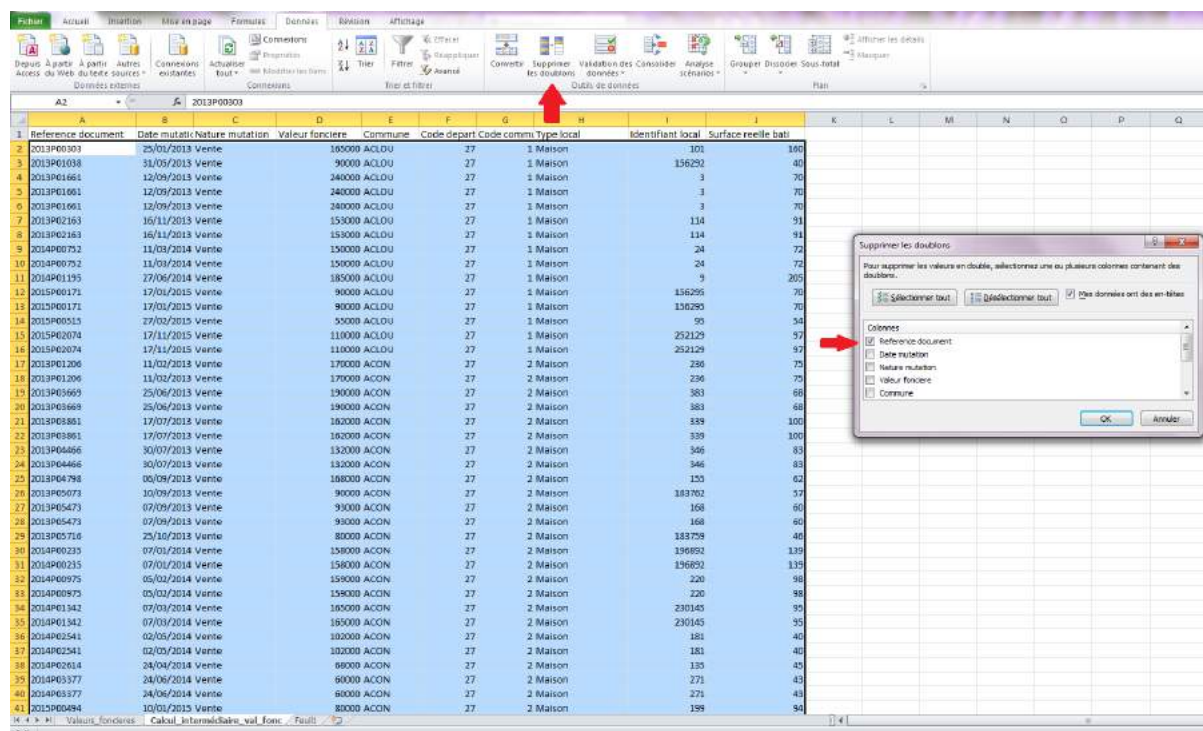 Fichier Accueil Insertion Mise en page Formules Données Révision Affichage
Depuis Access À partir du Web À partir du texte Autres sources Connexions existantes Actualiser tout Connexions Propriétés Modifier les liens Trier Filtrer Effacer Réappliquer Avancé Convertir Supprimer les doublons Validation des données Consolider Analyse scénarios Grouper Dissocier Sous-total Afficher les détails Masquer
Données externes Connexions Trier et filtrer Outils de données Plan
A2 fx 2013P00303
A B C D E F G H I J K L M N O P Q
1 Reference document Date mutatic Nature mutation Valeur fonciere Commune Code depart Code commu Type local Identifiant local Surface reelle bati
2 2013P00303 25/01/2013 Vente 165000 ACLOU 27 1 Maison 101 160
3 2013P01038 31/05/2013 Vente 90000 ACLOU 27 1 Maison 156292 40
4 2013P01661 12/09/2013 Vente 240000 ACLOU 27 1 Maison 3 70
5 2013P01661 12/09/2013 Vente 240000 ACLOU 27 1 Maison 3 70
6 2013P01661 12/09/2013 Vente 240000 ACLOU 27 1 Maison 3 70
7 2013P02163 16/11/2013 Vente 153000 ACLOU 27 1 Maison 114 91
8 2013P02163 16/11/2013 Vente 153000 ACLOU 27 1 Maison 114 91
9 2014P00752 11/03/2014 Vente 150000 ACLOU 27 1 Maison 24 72
10 2014P00752 11/03/2014 Vente 150000 ACLOU 27 1 Maison 24 72
11 2014P01195 27/06/2014 Vente 185000 ACLOU 27 1 Maison 9 205
12 2015P00171 17/01/2015 Vente 90000 ACLOU 27 1 Maison 156295 70
13 2015P00171 17/01/2015 Vente 90000 ACLOU 27 1 Maison 156295 70
14 2015P00515 27/02/2015 Vente 55000 ACLOU 27 1 Maison 95 54
15 2015P02074 17/11/2015 Vente 110000 ACLOU 27 1 Maison 252129 97
16 2015P02074 17/11/2015 Vente 110000 ACLOU 27 1 Maison 252129 97
17 2013P01206 11/02/2013 Vente 170000 ACON 27 2 Maison 236 75
18 2013P01206 11/02/2013 Vente 170000 ACON 27 2 Maison 236 75
19 2013P03669 25/06/2013 Vente 190000 ACON 27 2 Maison 383 68
20 2013P03669 25/06/2013 Vente 190000 ACON 27 2 Maison 383 68
21 2013P03861 17/07/2013 Vente 162000 ACON 27 2 Maison 339 100
22 2013P03861 17/07/2013 Vente 162000 ACON 27 2 Maison 339 100
23 2013P04466 30/07/2013 Vente 132000 ACON 27 2 Maison 346 83
24 2013P04466 30/07/2013 Vente 132000 ACON 27 2 Maison 346 83
25 2013P04798 06/09/2013 Vente 168000 ACON 27 2 Maison 155 62
26 2013P05073 10/09/2013 Vente 90000 ACON 27 2 Maison 183762 57
27 2013P05473 07/09/2013 Vente 93000 ACON 27 2 Maison 168 60
28 2013P05473 07/09/2013 Vente 93000 ACON 27 2 Maison 168 60
29 2013P05716 25/10/2013 Vente 80000 ACON 27 2 Maison 183759 46
30 2014P00235 07/01/2014 Vente 158000 ACON 27 2 Maison 196892 139
31 2014P00235 07/01/2014 Vente 158000 ACON 27 2 Maison 196892 139
32 2014P00975 05/02/2014 Vente 159000 ACON 27 2 Maison 220 98
33 2014P00975 05/02/2014 Vente 159000 ACON 27 2 Maison 220 98
34 2014P01342 07/03/2014 Vente 165000 ACON 27 2 Maison 230145 95
35 2014P01342 07/03/2014 Vente 165000 ACON 27 2 Maison 230145 95
36 2014P02541 02/05/2014 Vente 102000 ACON 27 2 Maison 181 40
37 2014P02541 02/05/2014 Vente 102000 ACON 27 2 Maison 181 40
38 2014P02614 24/04/2014 Vente 68000 ACON 27 2 Maison 135 45
39 2014P03377 24/06/2014 Vente 60000 ACON 27 2 Maison 271 43
40 2014P03377 24/06/2014 Vente 60000 ACON 27 2 Maison 271 43
41 2015P00494 10/01/2015 Vente 80000 ACON 27 2 Maison 199 94
Valeurs_foncieres Calcul_intermédiaire_val_fonc Feuil1
Supprimer les doublons
Pour supprimer les valeurs en double, sélectionnez une ou plusieurs colonnes contenant des
doublons.
Sélectionner tout Désélectionner tout Mes données ont des en-têtes
Colonnes
Reference document
Date mutation
Nature mutation
Valeur fonciere
Commune
OK Annuler